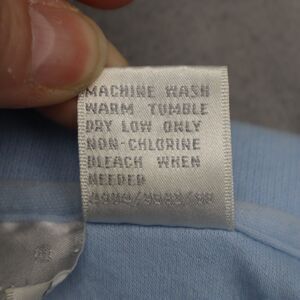 MACHINE WASH
WARM TUMBLE
DRY LOW ONLY
NON-CHLORINE
BLEACH WHEN
NEEDED